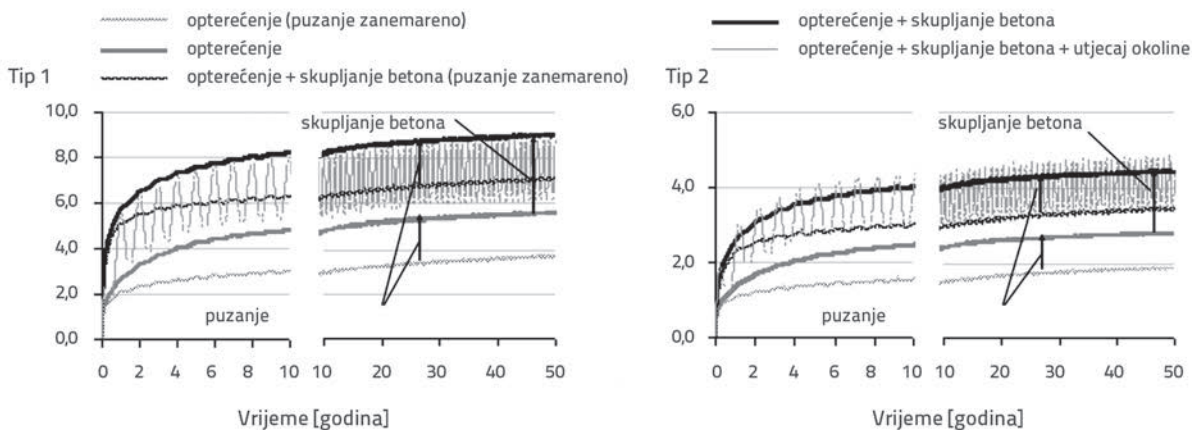 opterećenje (puzanje zanemareno)
opterećenje
opterećenje + skupljanje betona (puzanje zanemareno)
opterećenje + skupljanje betona
opterećenje + skupljanje betona + utjecaj okoline
Tip 1
10,0
8,0
6,0
4,0
2,0
0,0
skupljanje betona
puzanje
0 2 4 6 8 10 10 20 30 40 50
Vrijeme [godina]
Tip 2
6,0
4,0
2,0
0,0
skupljanje betona
puzanje
0 2 4 6 8 10 10 20 30 40 50
Vrijeme [godina]